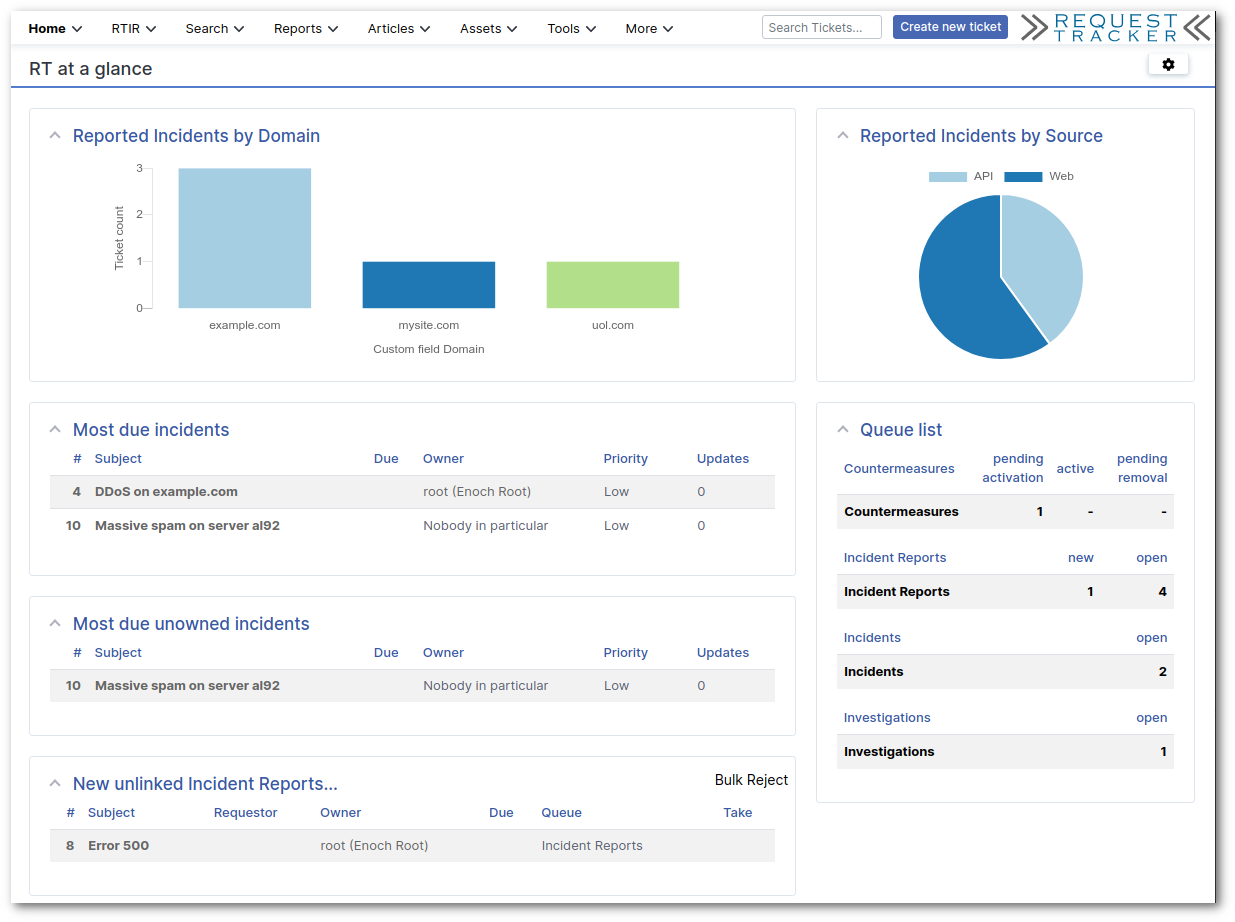 Home RTIR Search Reports Articles Assets Tools More Search Tickets... Create new ticket REQUEST TRACKER
RT at a glance
Reported Incidents by Domain
3
2
1
0
Ticket count
example.com mysite.com uol.com
Custom field Domain
Reported Incidents by Source
API Web
Most due incidents
# Subject Due Owner Priority Updates
4 DDoS on example.com root (Enoch Root) Low 0
10 Massive spam on server al92 Nobody in particular Low 0
Queue list
Countermeasures pending activation active pending removal
Countermeasures 1 - -
Incident Reports new open
Incident Reports 1 4
Incidents open
Incidents 2
Investigations open
Investigations 1
Most due unowned incidents
# Subject Due Owner Priority Updates
10 Massive spam on server al92 Nobody in particular Low 0
New unlinked Incident Reports... Bulk Reject
# Subject Requestor Owner Due Queue Take
8 Error 500 root (Enoch Root) Incident Reports